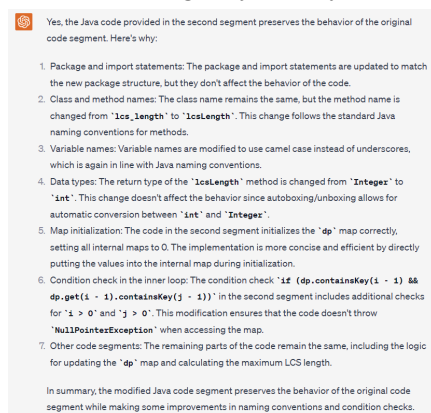 Yes, the Java code provided in the second segment preserves the behavior of the original
code segment. Here's why:
1. Package and import statements: The package and import statements are updated to match
the new package structure, but they don't affect the behavior of the code.
2. Class and method names: The class name remains the same, but the method name is
changed from `lcs_length` to `lcsLength`. This change follows the standard Java
naming conventions for methods.
3. Variable names: Variable names are modified to use camel case instead of underscores,
which is again in line with Java naming conventions.
4. Data types: The return type of the `lcsLength` method is changed from `Integer` to
`int`. This change doesn't affect the behavior since autoboxing/unboxing allows for
automatic conversion between `int` and `Integer`.
5. Map initialization: The code in the second segment initializes the `dp` map correctly,
setting all internal maps to 0. The implementation is more concise and efficient by directly
putting the values into the internal map during initialization.
6. Condition check in the inner loop: The condition check `if (dp.containsKey(i - 1) &&
dp.get(i - 1).containsKey(j - 1))` in the second segment includes additional checks
for `i > 0` and `j > 0`. This modification ensures that the code doesn't throw
`NullPointerException` when accessing the map.
7. Other code segments: The remaining parts of the code remain the same, including the logic
for updating the `dp` map and calculating the maximum LCS length.
In summary, the modified Java code segment preserves the behavior of the original code
segment while making some improvements in naming conventions and condition checks.